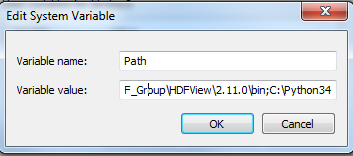 Edit System Variable
Variable name: Path
Variable value: F_Group\HDFView\2.11.0\bin;C:\Python34
OK Cancel